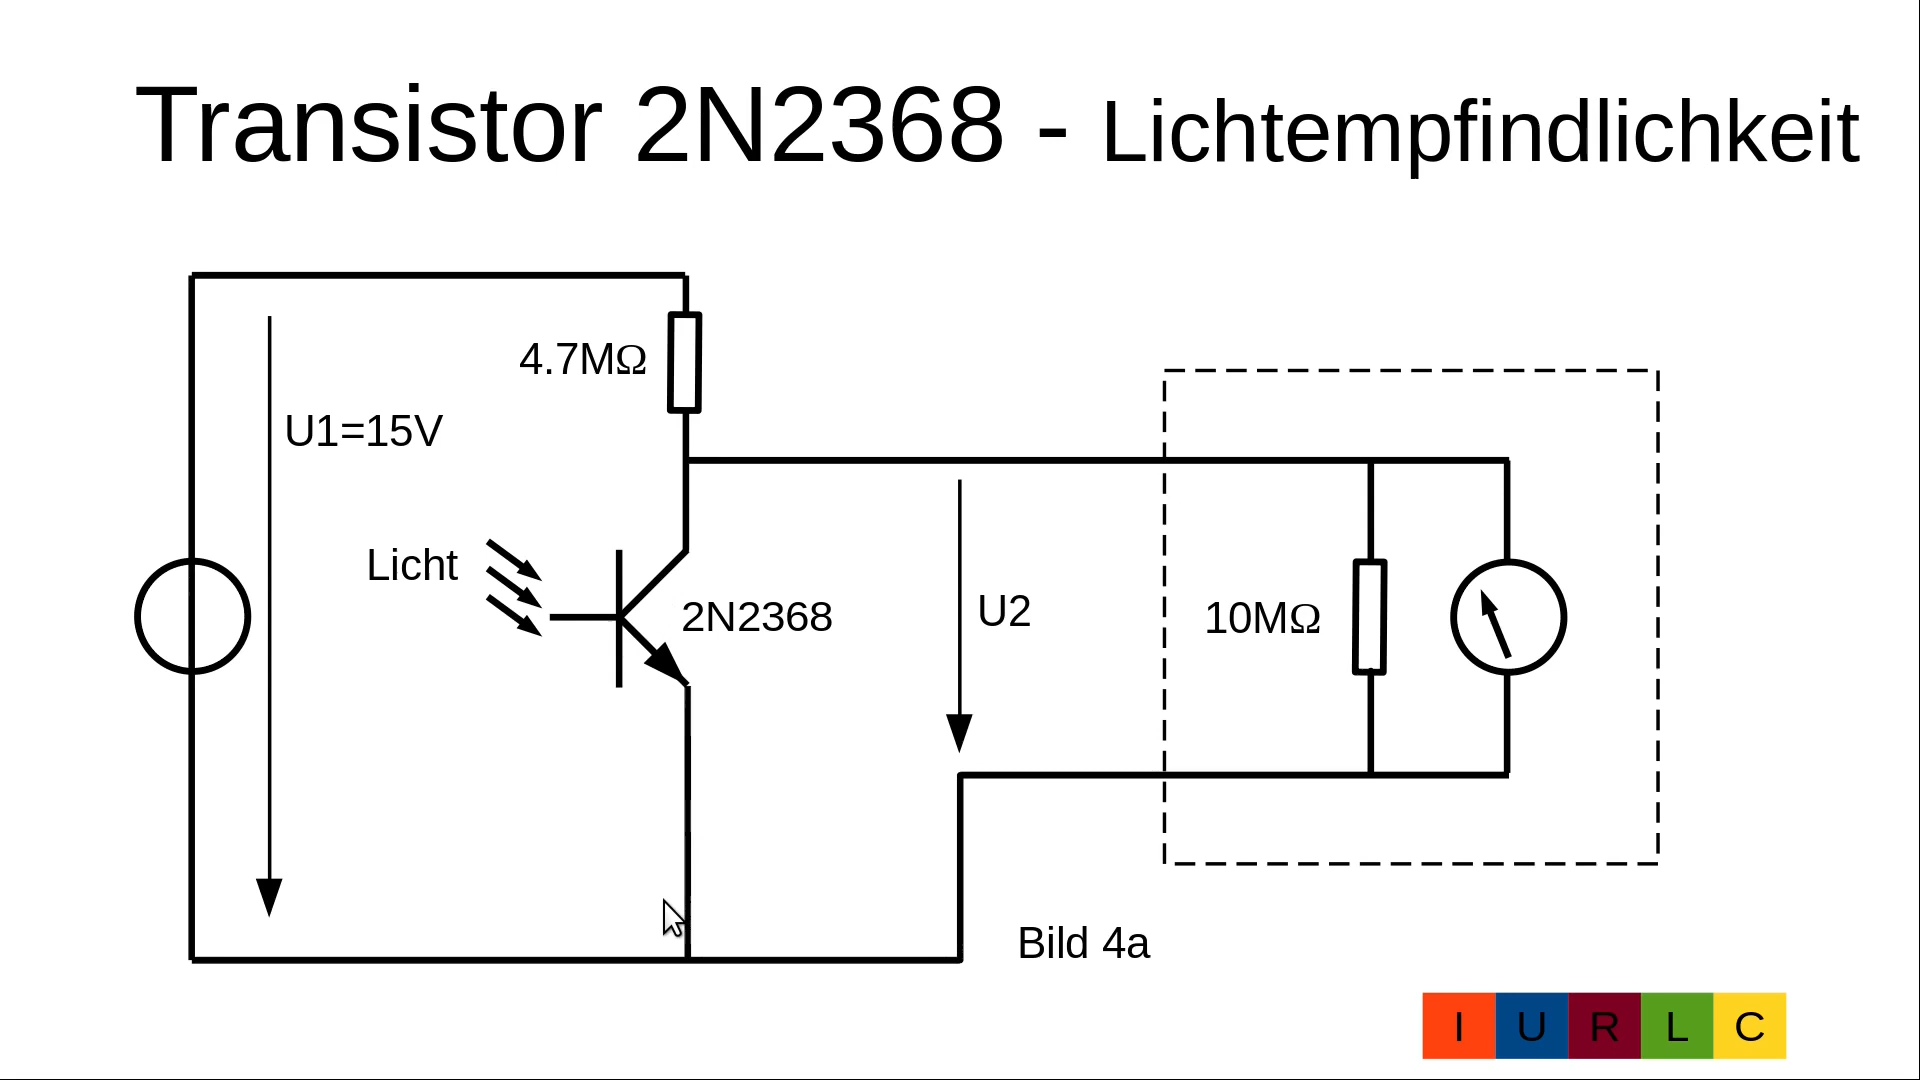 Transistor 2N2368 - Lichtempfindlichkeit
4.7MΩ
U1=15V
Licht
2N2368
U2
10MΩ
Bild 4a
I U R L C